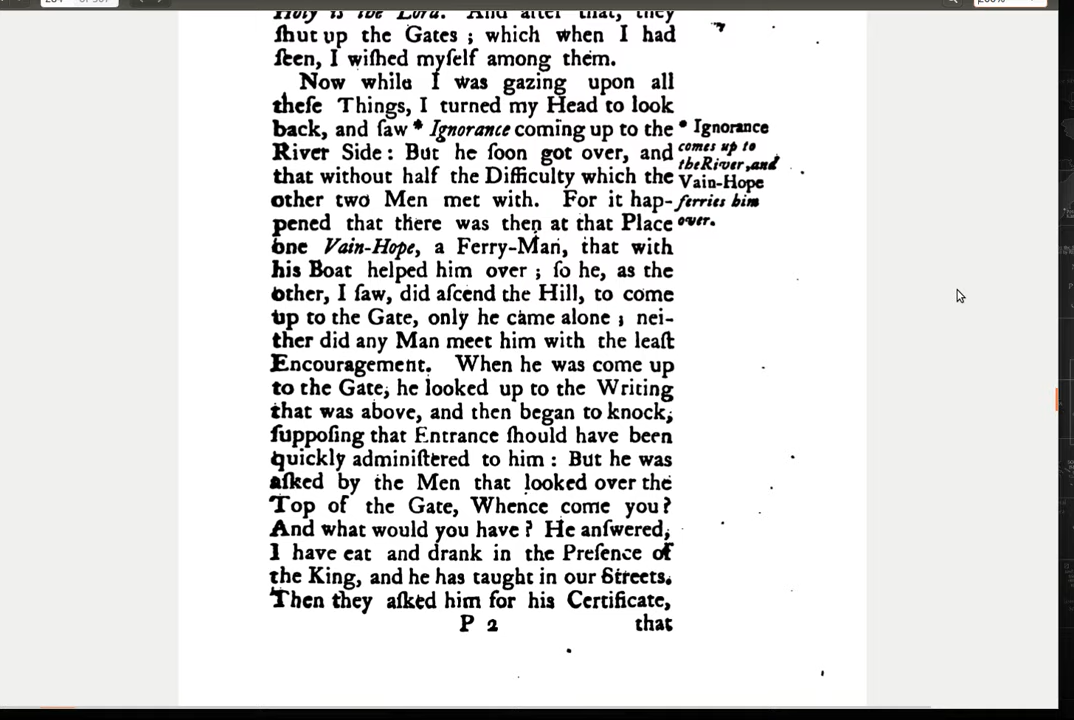 Holy is the Lord. And after that, they
ſhut up the Gates ; which when I had
ſeen, I wiſhed myſelf among them.
Now while I was gazing upon all
theſe Things, I turned my Head to look
back, and ſaw * Ignorance coming up to the
River Side : But he ſoon got over, and
that without half the Difficulty which the
other two Men met with. For it hap-
pened that there was then at that Place
one Vain-Hope, a Ferry-Man, that with
his Boat helped him over ; ſo he, as the
other, I ſaw, did aſcend the Hill, to come
up to the Gate, only he came alone ; nei-
ther did any Man meet him with the leaſt
Encouragement. When he was come up
to the Gate, he looked up to the Writing
that was above, and then began to knock,
ſuppoſing that Entrance ſhould have been
quickly adminiſtered to him : But he was
aſked by the Men that looked over the
Top of the Gate, Whence come you?
And what would you have ? He anſwered,
I have eat and drank in the Preſence of
the King, and he has taught in our Streets.
Then they aſked him for his Certificate,
P 2 that
* Ignorance
comes up to
the River, and
Vain-Hope
ferries him
over.